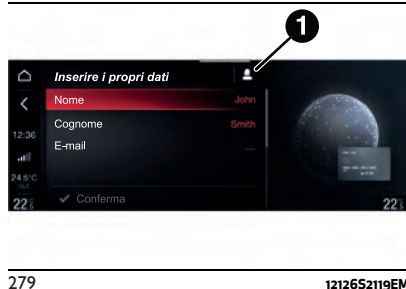 1
Inserire i propri dati
Nome John
Cognome Smith
12:36
E-mail ---
24.5°C
Conferma
22
22
279 12126S2119EM